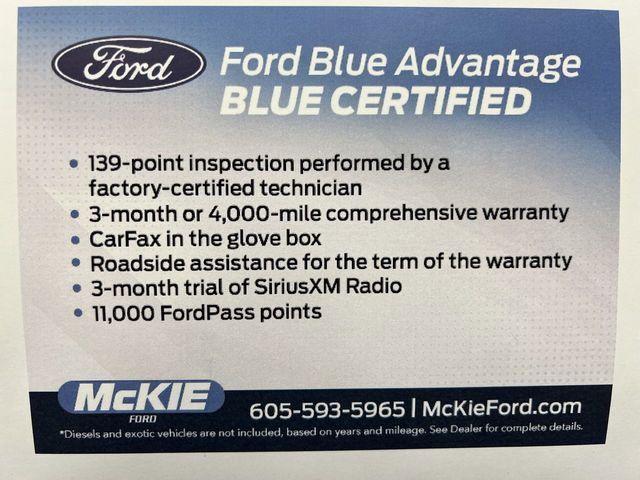 Ford
Ford Blue Advantage
BLUE CERTIFIED
• 139-point inspection performed by a
factory-certified technician
• 3-month or 4,000-mile comprehensive warranty
• CarFax in the glove box
• Roadside assistance for the term of the warranty
• 3-month trial of SiriusXM Radio
• 11,000 FordPass points
McKIE
FORD
605-593-5965 | McKieFord.com
*Diesels and exotic vehicles are not included, based on years and mileage. See Dealer for complete details.